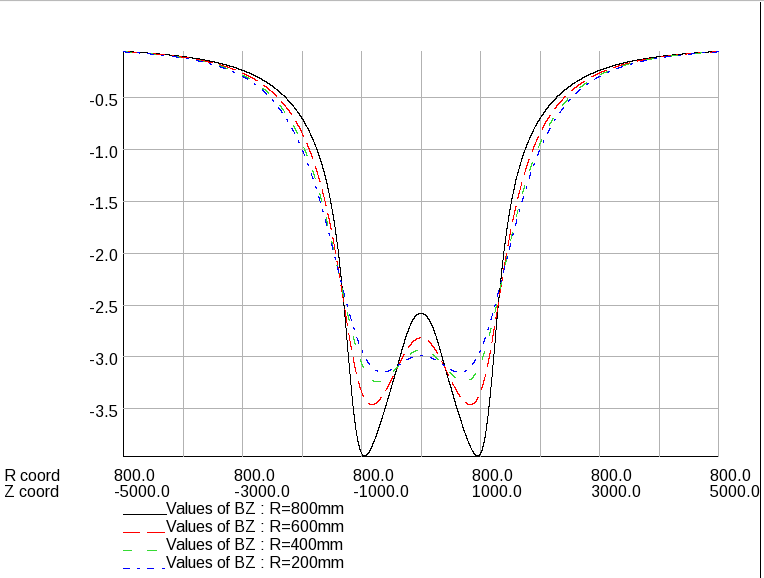 -0.5
-1.0
-1.5
-2.0
-2.5
-3.0
-3.5
R coord 800.0 800.0 800.0 800.0 800.0 800.0
Z coord -5000.0 -3000.0 -1000.0 1000.0 3000.0 5000.0
Values of BZ : R=800mm
Values of BZ : R=600mm
Values of BZ : R=400mm
Values of BZ : R=200mm